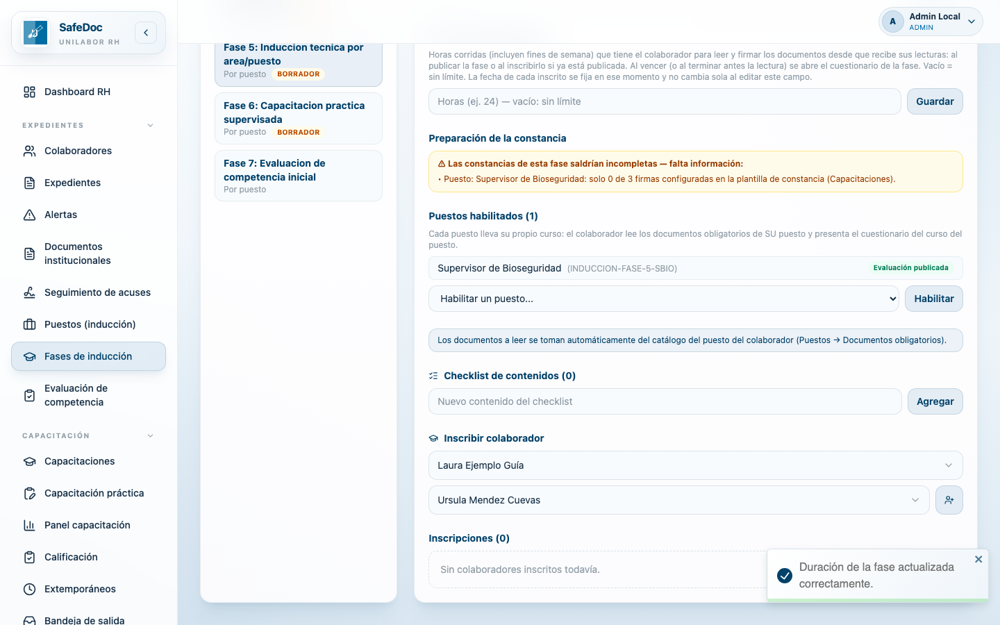 SafeDoc
UNILABOR RH
Dashboard RH
EXPEDIENTES
Colaboradores
Expedientes
Alertas
Documentos
institucionales
Seguimiento de acuses
Puestos (inducción)
Fases de inducción
Evaluación de
competencia
CAPACITACIÓN
Capacitaciones
Capacitación práctica
Panel capacitación
Calificación
Extemporáneos
Bandeja de salida
A
Admin Local
ADMIN
Fase 5: Induccion tecnica por
area/puesto
Por puesto BORRADOR
Fase 6: Capacitacion practica
supervisada
Por puesto BORRADOR
Fase 7: Evaluacion de
competencia inicial
Por puesto
Horas corridas (incluyen fines de semana) que tiene el colaborador para leer y firmar los documentos desde que recibe sus lecturas: al
publicar la fase o al inscribirlo si ya está publicada. Al vencer (o al terminar antes la lectura) se abre el cuestionario de la fase. Vacío =
sin límite. La fecha de cada inscrito se fija en ese momento y no cambia sola al editar este campo.
Horas (ej. 24) — vacío: sin límite
Guardar
Preparación de la constancia
⚠ Las constancias de esta fase saldrían incompletas — falta información:
• Puesto: Supervisor de Bioseguridad: solo 0 de 3 firmas configuradas en la plantilla de constancia (Capacitaciones).
Puestos habilitados (1)
Cada puesto lleva su propio curso: el colaborador lee los documentos obligatorios de SU puesto y presenta el cuestionario del curso del
puesto.
Supervisor de Bioseguridad (INDUCCION-FASE-5-SBIO) Evaluación publicada
Habilitar un puesto...
Habilitar
Los documentos a leer se toman automáticamente del catálogo del puesto del colaborador (Puestos → Documentos obligatorios).
Checklist de contenidos (0)
Nuevo contenido del checklist
Agregar
Inscribir colaborador
Laura Ejemplo Guía
Ursula Mendez Cuevas
Inscripciones (0)
Sin colaboradores inscritos todavía.
Duración de la fase actualizada
correctamente.